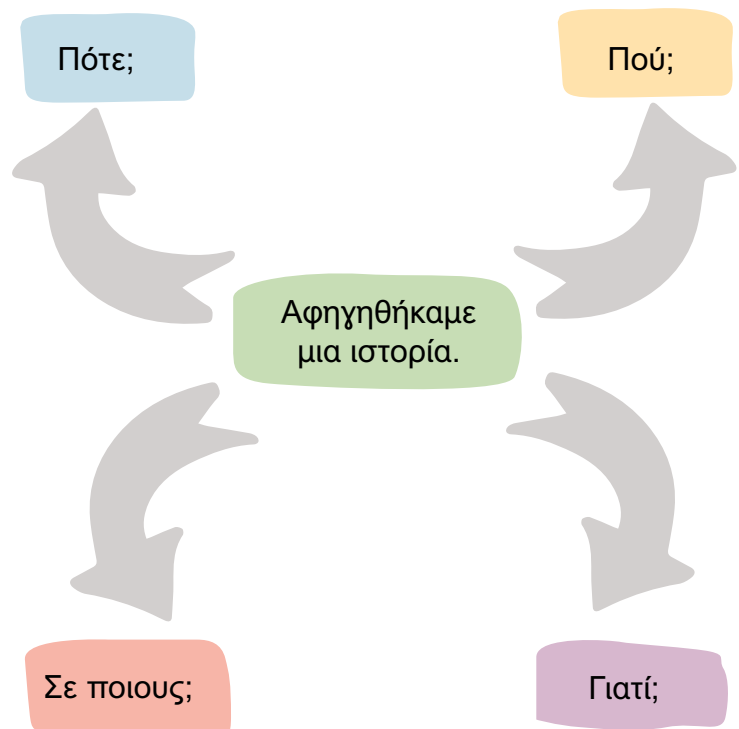 Πότε;
Πού;
Αφηγηθήκαμε
μια ιστορία.
Σε ποιους;
Γιατί;